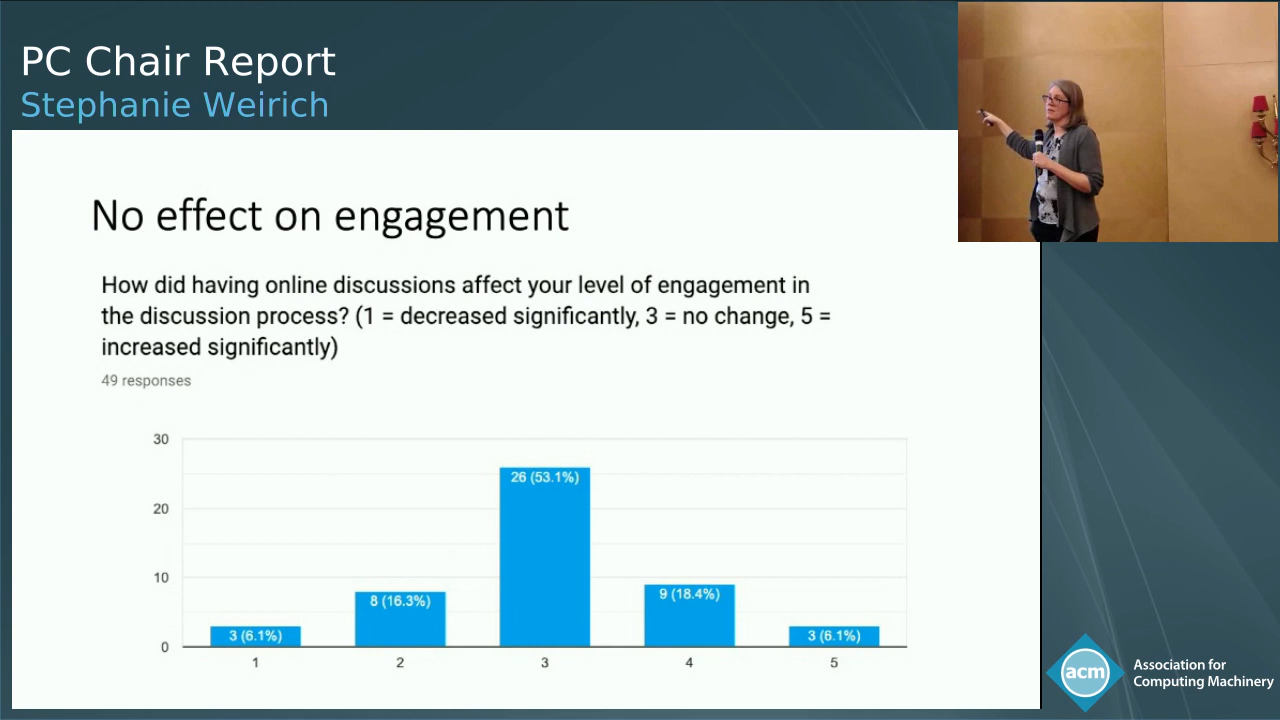 PC Chair Report
Stephanie Weirich
No effect on engagement
How did having online discussions affect your level of engagement in
the discussion process? (1 = decreased significantly, 3 = no change, 5 =
increased significantly)
49 responses
30
20
10
0
3 (6.1%)
8 (16.3%)
26 (53.1%)
9 (18.4%)
3 (6.1%)
1
2
3
4
5
acm
Association for
Computing Machinery